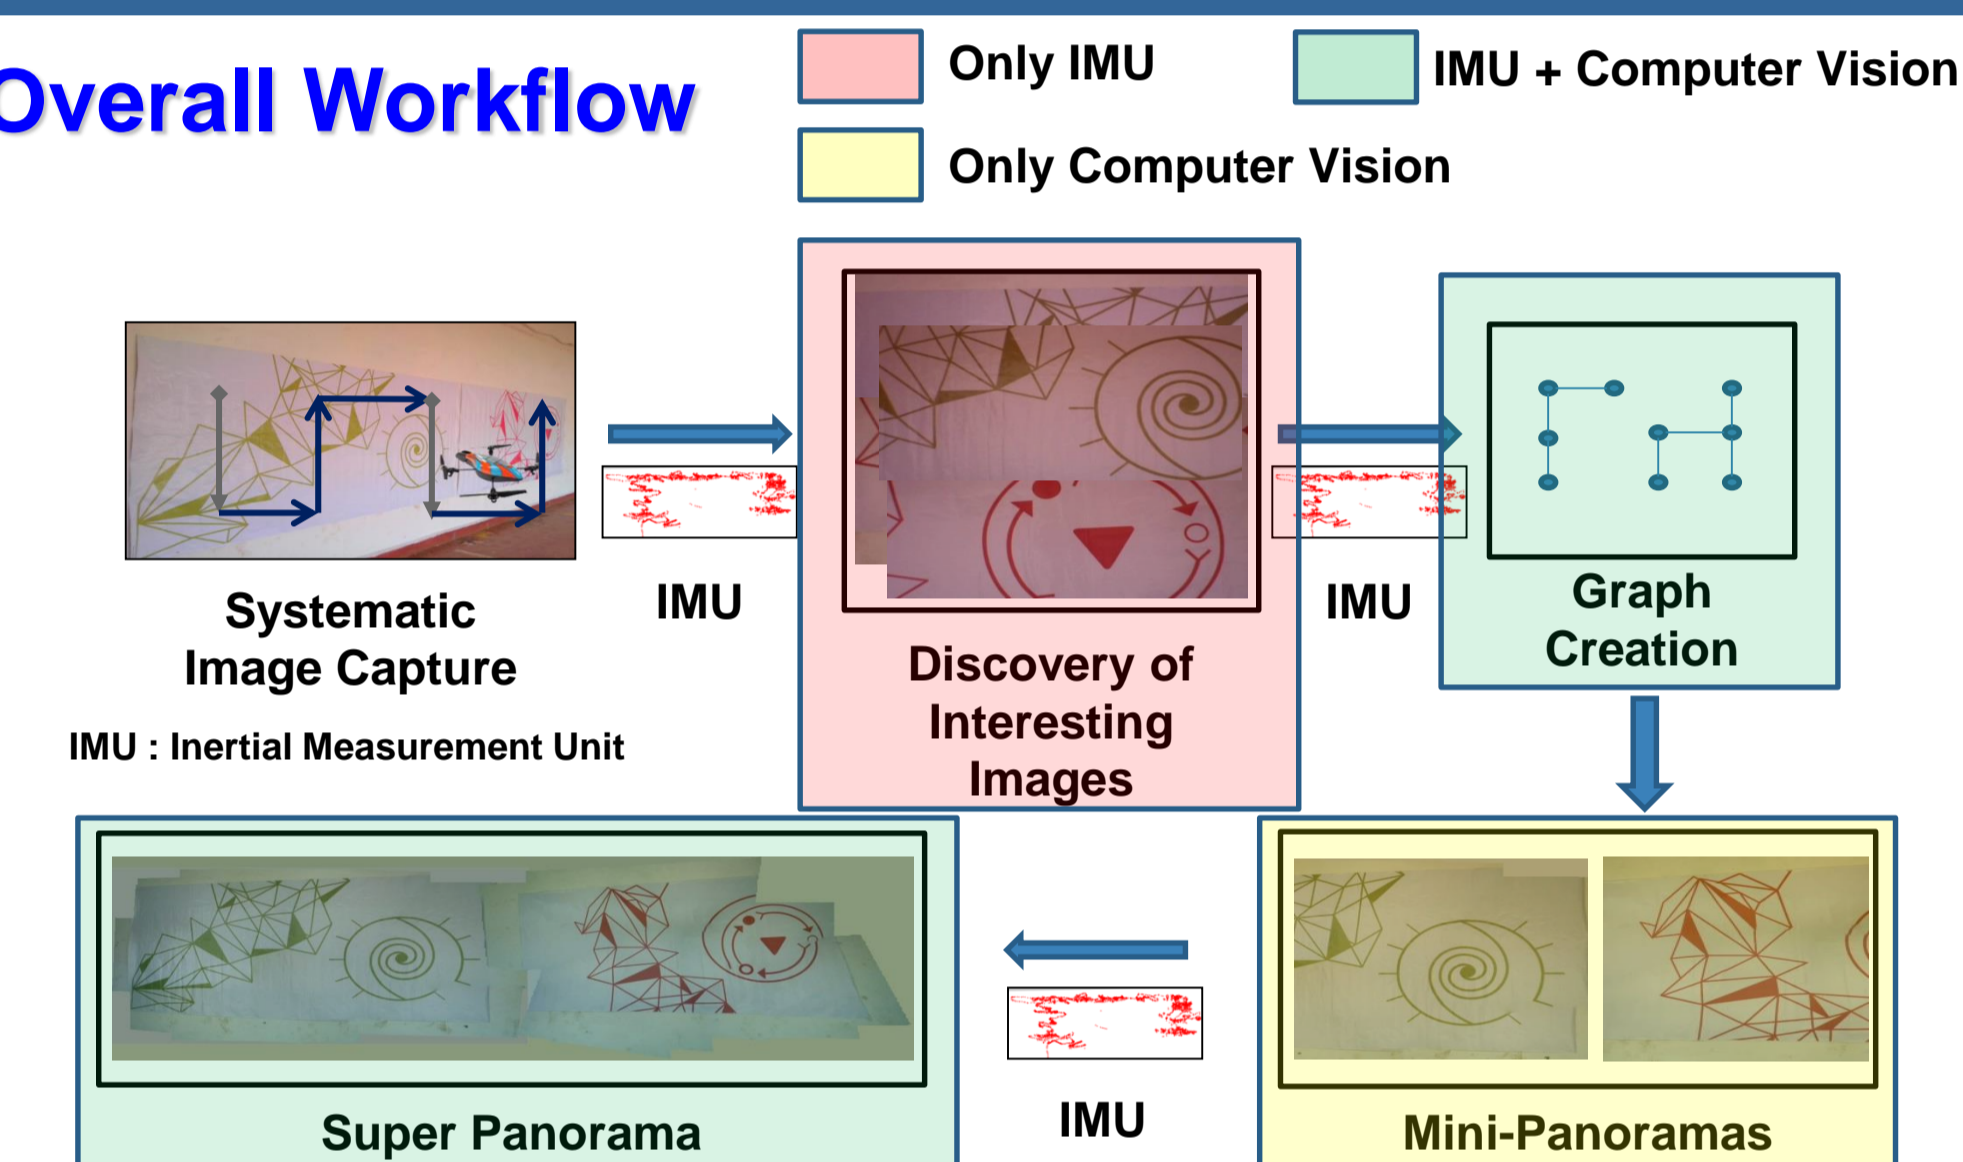 Overall Workflow
Only IMU
IMU + Computer Vision
Only Computer Vision
Systematic
Image Capture
IMU
Discovery of
Interesting
Images
IMU
Graph
Creation
IMU : Inertial Measurement Unit
Super Panorama
IMU
Mini-Panoramas